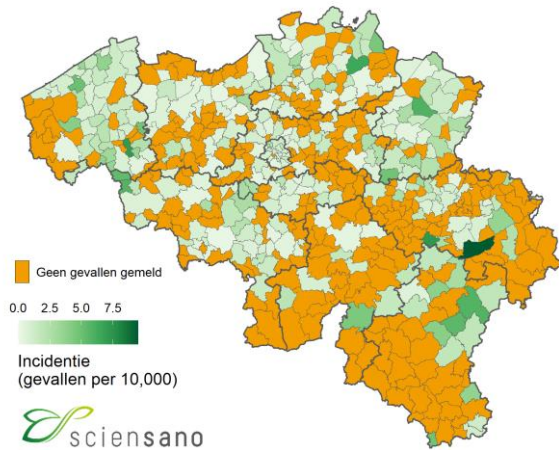 Geen gevallen gemeld
0.0 2.5 5.0 7.5
Incidentie
(gevallen per 10,000)
sciensano